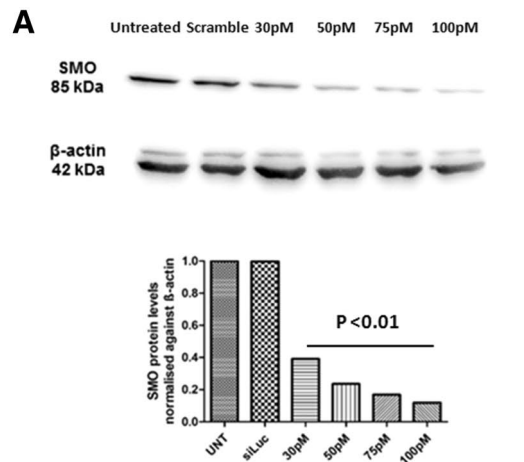 A
Untreated Scramble 30pM 50pM 75pM 100pM
SMO
85 kDa
β-actin
42 kDa
SMO protein levels
normalised against ß-actin
1.0
0.8
0.6
0.4
0.2
0.0
P <0.01
UNT siLuc 30pM 50pM 75pM 100pM